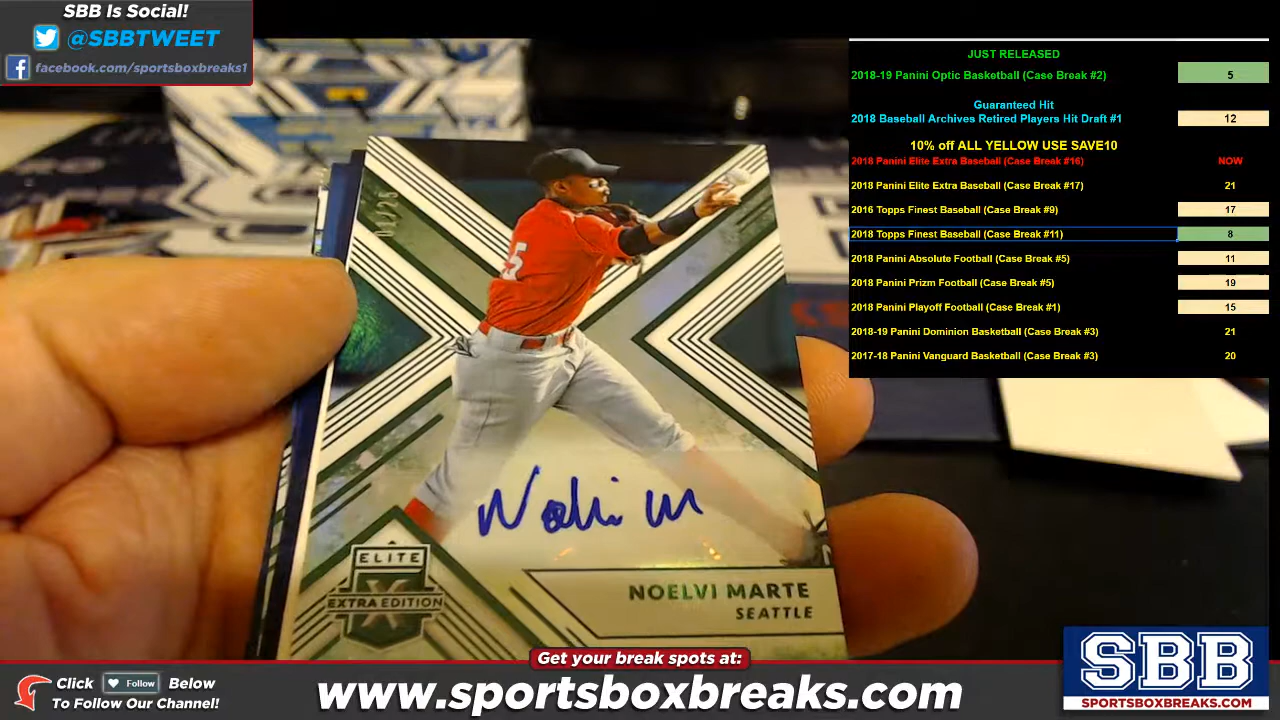 SBB Is Social!
@SBBTWEET
facebook.com/sportsboxbreaks1
JUST RELEASED
2018-19 Panini Optic Basketball (Case Break #2) 5
Guaranteed Hit
2018 Baseball Archives Retired Players Hit Draft #1 12
10% off ALL YELLOW USE SAVE10
2018 Panini Elite Extra Baseball (Case Break #16) NOW
2018 Panini Elite Extra Baseball (Case Break #17) 21
2016 Topps Finest Baseball (Case Break #9) 17
2018 Topps Finest Baseball (Case Break #11) 8
2018 Panini Absolute Football (Case Break #5) 11
2018 Panini Prizm Football (Case Break #5) 19
2018 Panini Playoff Football (Case Break #1) 15
2018-19 Panini Dominion Basketball (Case Break #3) 21
2017-18 Panini Vanguard Basketball (Case Break #3) 20
01/25
5
Noelvi M
ELITE
X
EXTRA EDITION
NOELVI MARTE
SEATTLE
Get your break spots at:
Click Follow Below
To Follow Our Channel!
www.sportsboxbreaks.com
SBB
SPORTSBOXBREAKS.COM